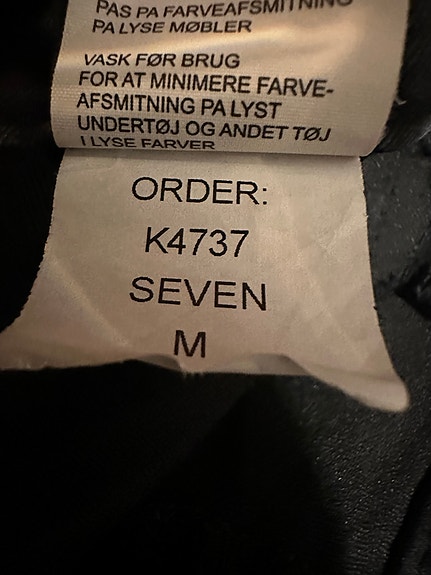 PAS PA FARVEAFSMITNING
PA LYSE MØBLER
VASK FØR BRUG
FOR AT MINIMERE FARVE-
AFSMITNING PA LYST
UNDERTØJ OG ANDET TØJ
I LYSE FARVER
ORDER:
K4737
SEVEN
M